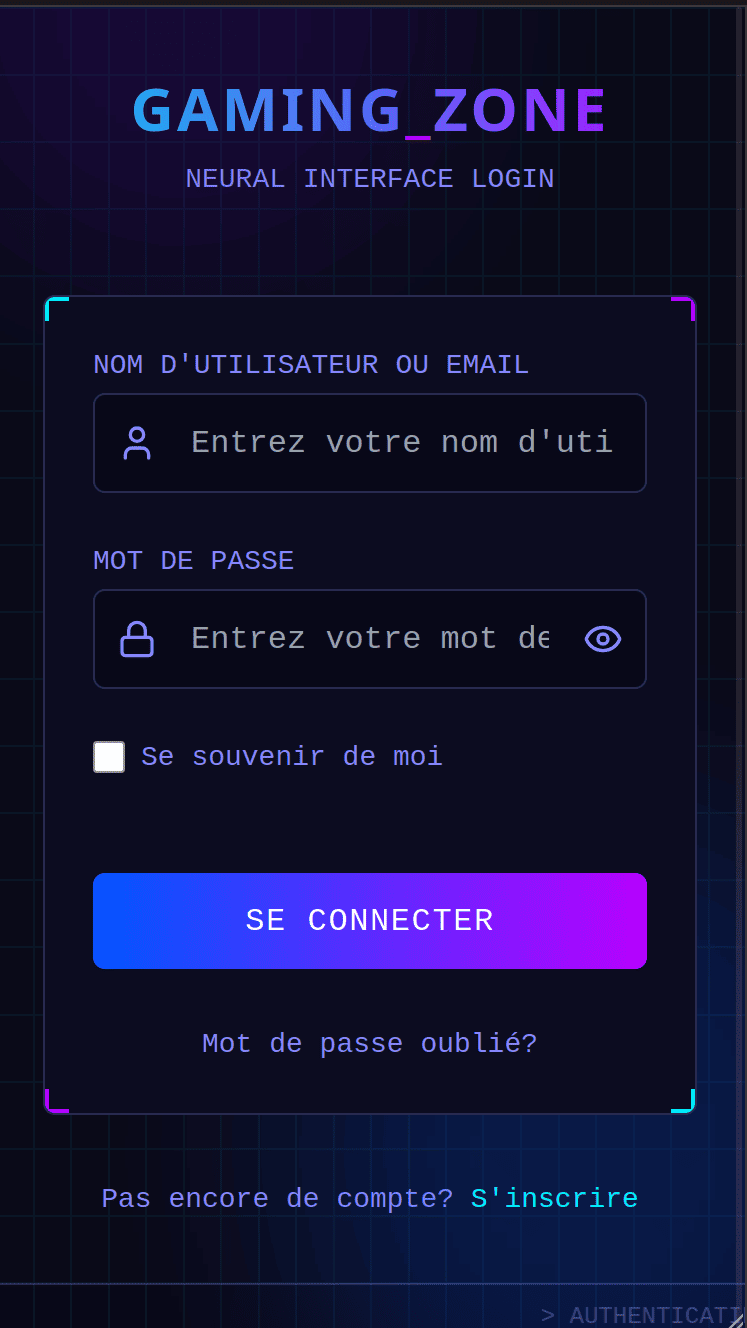 GAMING_ZONE
NEURAL INTERFACE LOGIN
NOM D'UTILISATEUR OU EMAIL
Entrez votre nom d'uti
MOT DE PASSE
Entrez votre mot de
Se souvenir de moi
SE CONNECTER
Mot de passe oublié?
Pas encore de compte? S'inscrire
> AUTHENTICATI